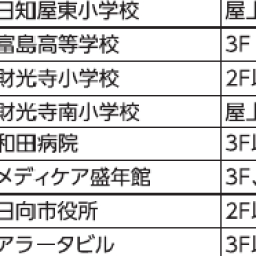 日知屋東小学校 屋上
富島高等学校 3F
財光寺小学校 2F以
財光寺南小学校 屋上
和田病院 3F以
メディケア盛年館 3F、
日向市役所 2F以
アラータビル 3F以